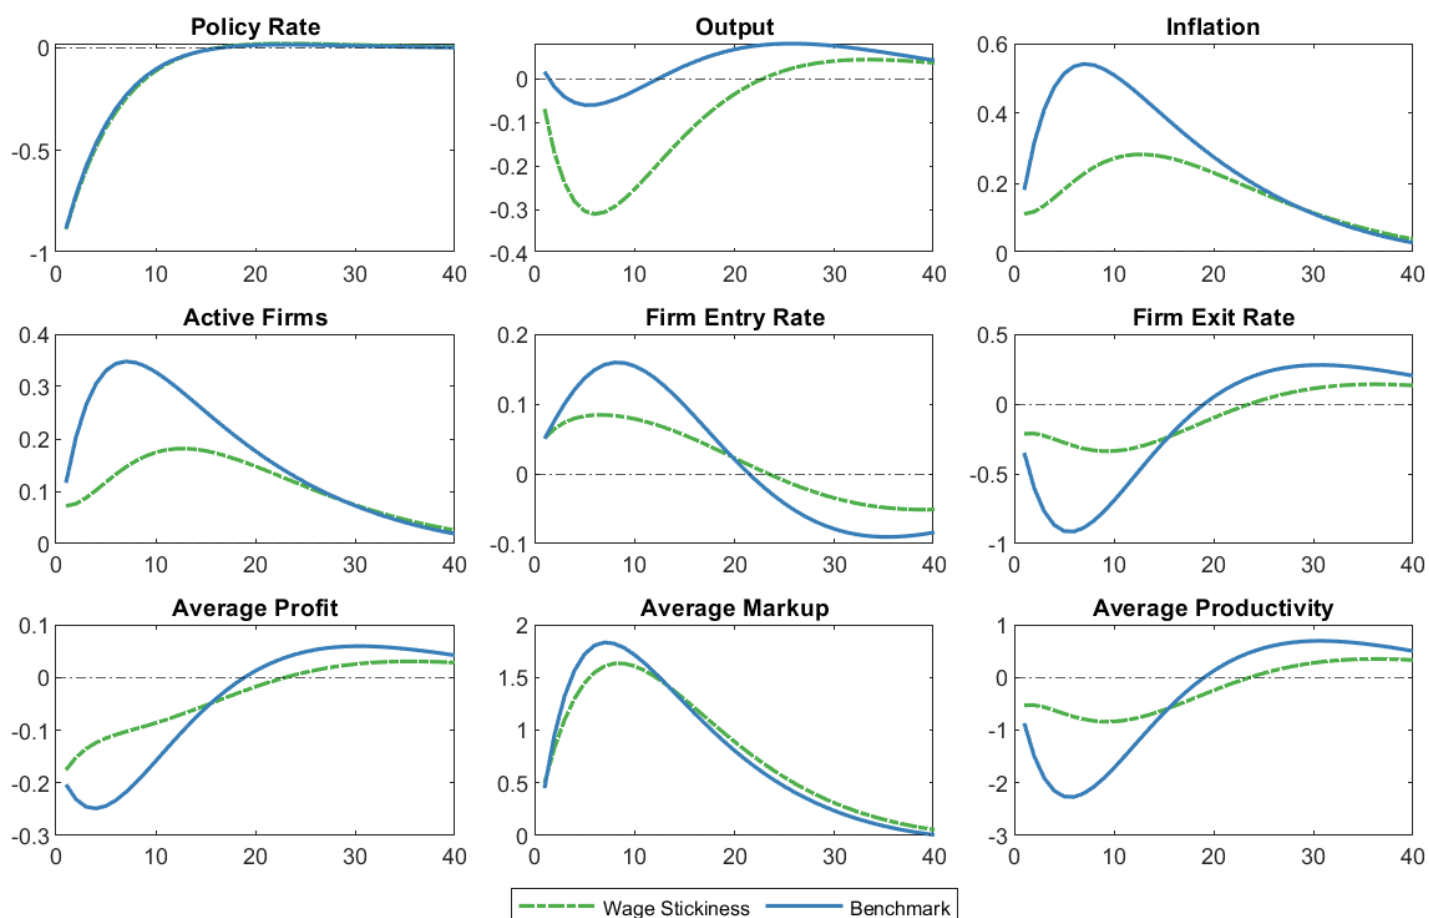 Policy Rate
0
-0.5
-1
0 10 20 30 40
Output
0
-0.1
-0.2
-0.3
-0.4
0 10 20 30 40
Inflation
0.6
0.4
0.2
0
0 10 20 30 40
Active Firms
0.4
0.3
0.2
0.1
0
0 10 20 30 40
Firm Entry Rate
0.2
0.1
0
-0.1
0 10 20 30 40
Firm Exit Rate
0.5
0
-0.5
-1
0 10 20 30 40
Average Profit
0.1
0
-0.1
-0.2
-0.3
0 10 20 30 40
Average Markup
2
1.5
1
0.5
0
0 10 20 30 40
Average Productivity
1
0
-1
-2
-3
0 10 20 30 40
Wage Stickiness Benchmark